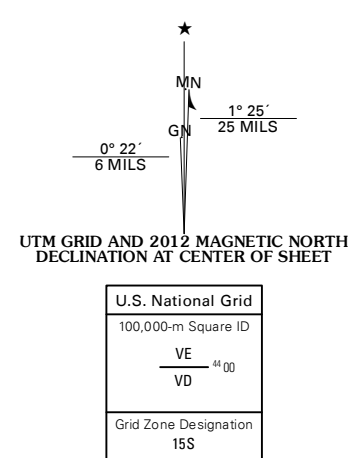 ★
MN
1° 25´
25 MILS
GN
0° 22´
6 MILS
UTM GRID AND 2012 MAGNETIC NORTH
DECLINATION AT CENTER OF SHEET
U.S. National Grid
100,000-m Square ID
VE
44 00
VD
Grid Zone Designation
15S